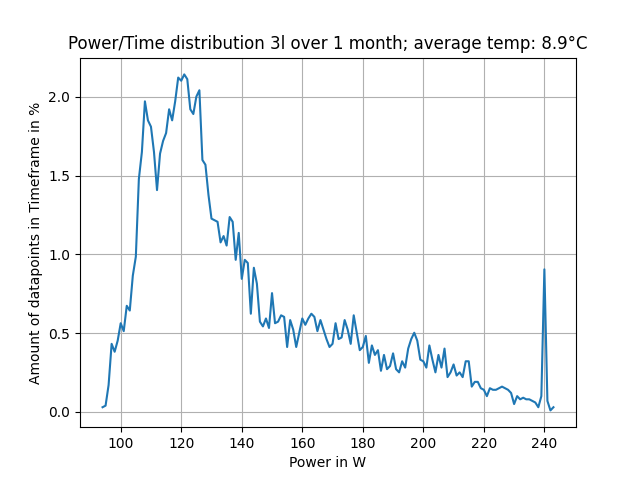 Power/Time distribution 3l over 1 month; average temp: 8.9°C
Amount of datapoints in Timeframe in %
2.0
1.5
1.0
0.5
0.0
100 120 140 160 180 200 220 240
Power in W